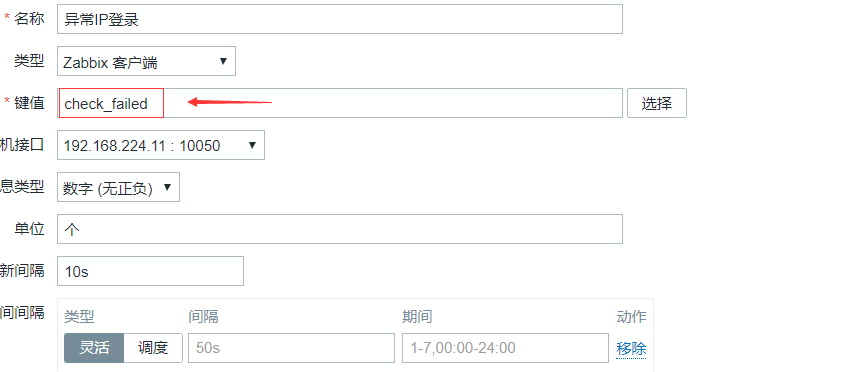 * 名称 异常IP登录
类型 Zabbix 客户端
* 键值 check_failed 选择
机接口 192.168.224.11 : 10050
息类型 数字 (无正负)
单位 个
新间隔 10s
间间隔 类型 间隔 期间 动作
灵活 调度 50s 1-7,00:00-24:00 移除